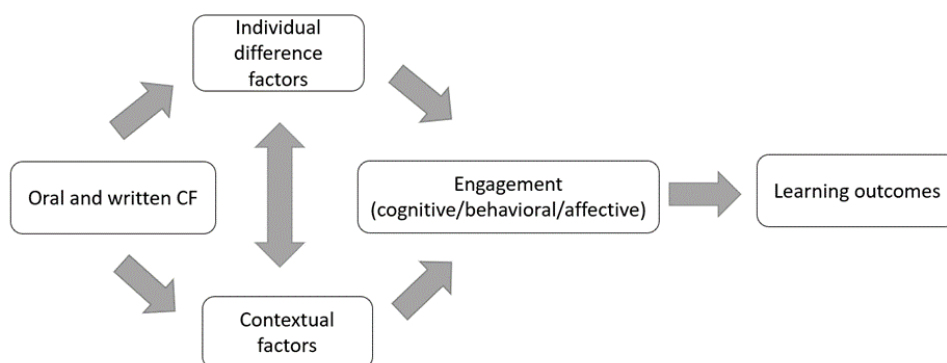 Individual
difference
factors
Oral and written CF
Engagement
(cognitive/behavioral/affective)
Learning outcomes
Contextual
factors